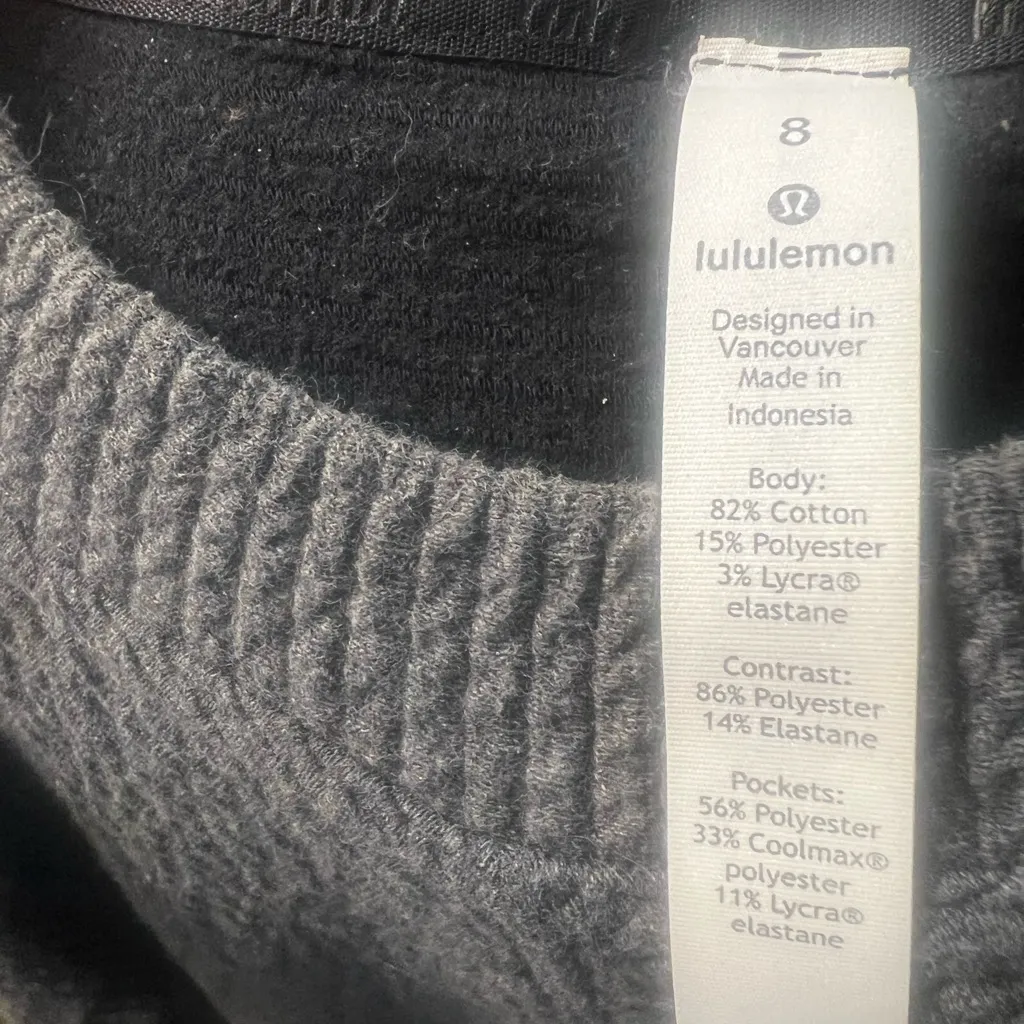 8
lululemon
Designed in
Vancouver
Made in
Indonesia
Body:
82% Cotton
15% Polyester
3% Lycra®
elastane
Contrast:
86% Polyester
14% Elastane
Pockets:
56% Polyester
33% Coolmax®
polyester
11% Lycra®
elastane